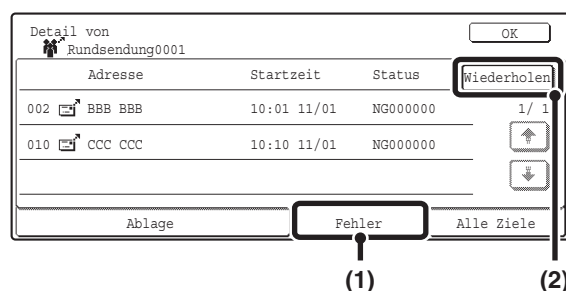 Detail von
Rundsendung0001
OK
Adresse Startzeit Status Wiederholen
002 BBB BBB 10:01 11/01 NG000000 1/ 1
010 CCC CCC 10:10 11/01 NG000000
Ablage Fehler Alle Ziele
(1) (2)